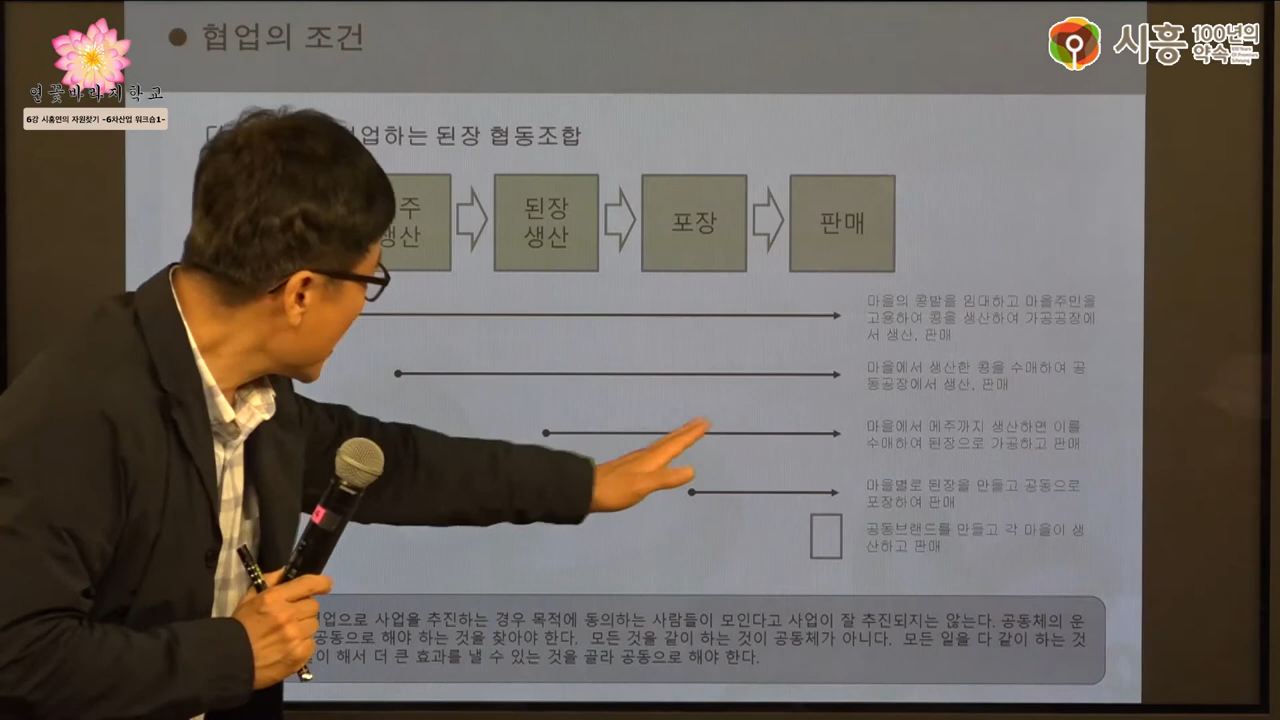 협업의 조건
시흥
100년의
약속
연꽃바라지학교
6강 시흥연의 자원찾기 -6차산업 워크숍1-
업하는 된장 협동조합
주
생산
된장
생산
포장
판매
마을의 콩밭을 임대하고 마을주민을
고용하여 콩을 생산하여 가공공장에
서 생산, 판매
마을에서 생산한 콩을 수매하여 공
동공장에서 생산, 판매
마을에서 메주까지 생산하면 이를
수매하여 된장으로 가공하고 판매
마을별로 된장을 만들고 공동으로
포장하여 판매
공동브랜드를 만들고 각 마을이 생
산하고 판매
업으로 사업을 추진하는 경우 목적에 동의하는 사람들이 모인다고 사업이 잘 추진되지는 않는다. 공동체의 운
공동으로 해야 하는 것을 찾아야 한다. 모든 것을 같이 하는 것이 공동체가 아니다. 모든 일을 다 같이 하는 것
이 해서 더 큰 효과를 낼 수 있는 것을 골라 공동으로 해야 한다.